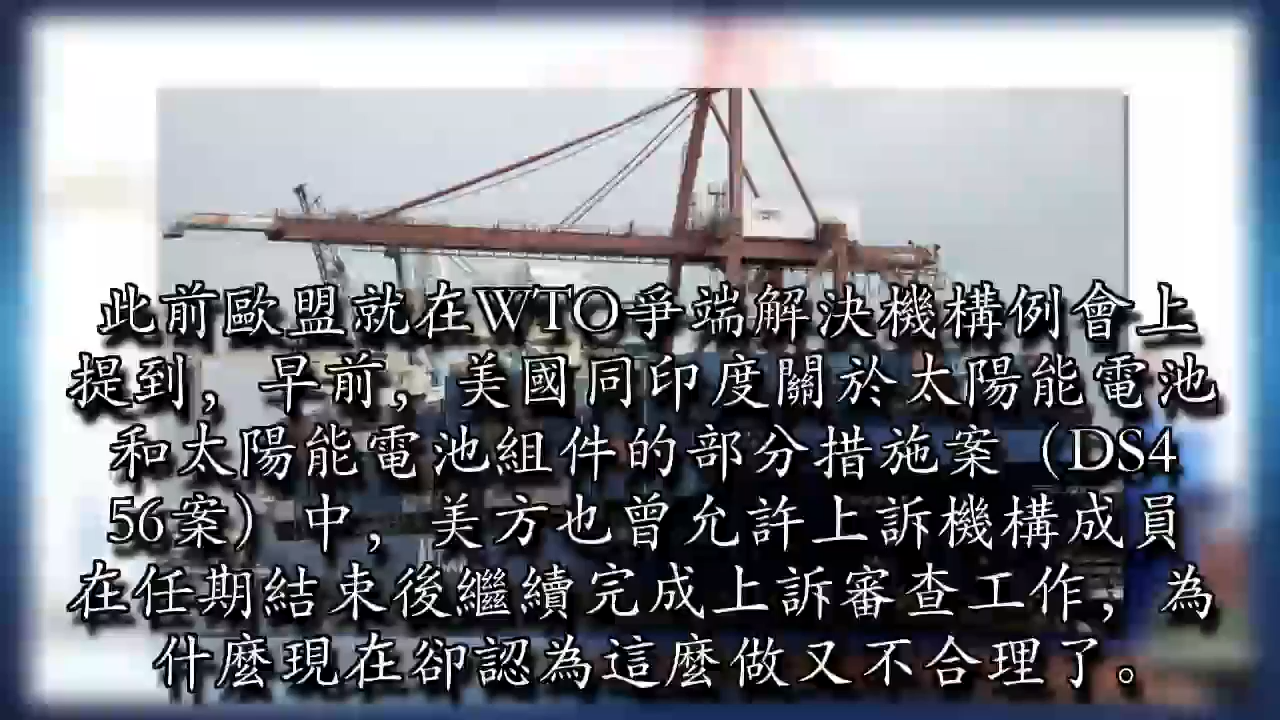 此前歐盟就在WTO爭端解決機構例會上
提到，早前，美國同印度關於太陽能電池
和太陽能電池組件的部分措施案（DS4
56案）中，美方也曾允許上訴機構成員
在任期結束後繼續完成上訴審查工作，為
什麼現在卻認為這麼做又不合理了。